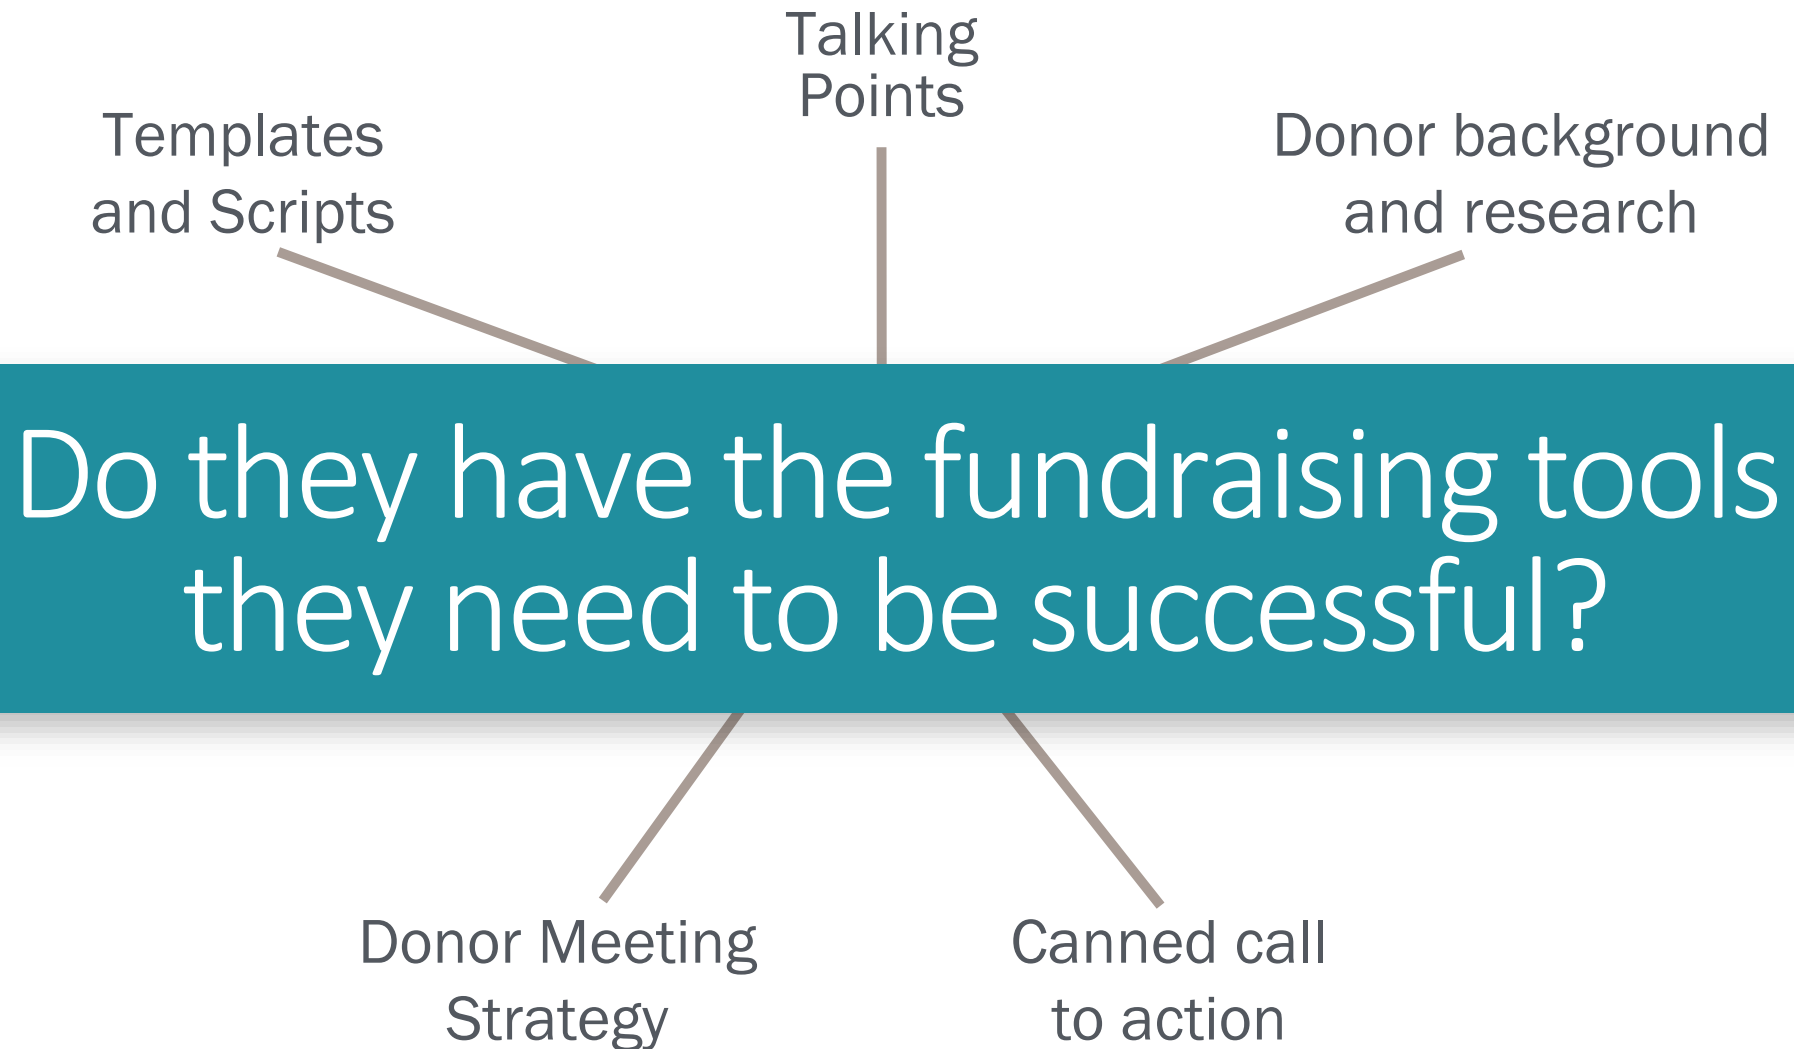 Talking
Points
Templates
and Scripts
Donor background
and research
Do they have the fundraising tools
they need to be successful?
Donor Meeting
Strategy
Canned call
to action